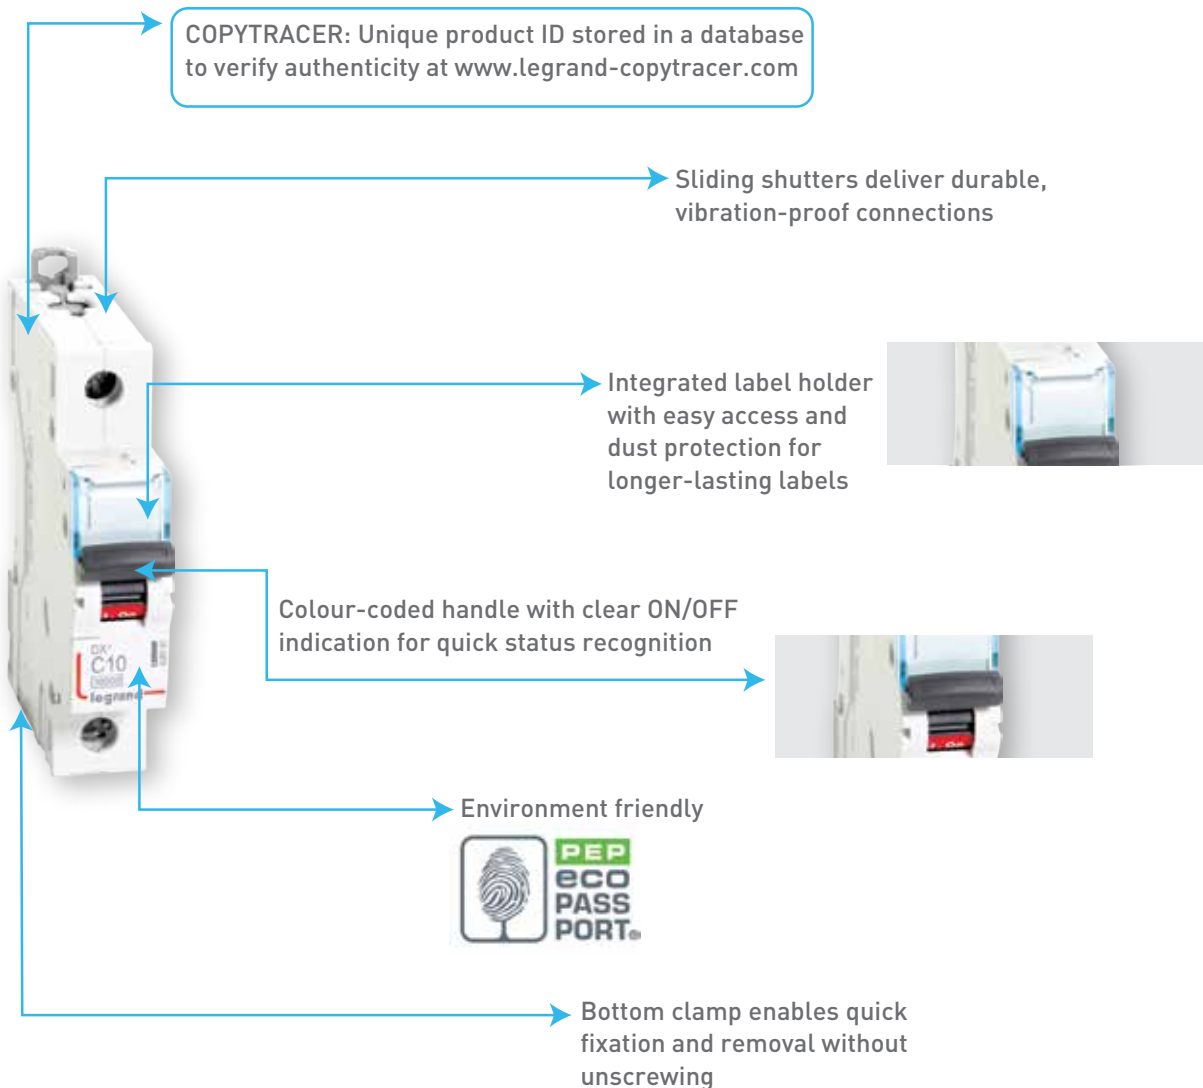 COPYTRACER: Unique product ID stored in a database
to verify authenticity at www.legrand-copytracer.com
Sliding shutters deliver durable,
vibration-proof connections
Integrated label holder
with easy access and
dust protection for
longer-lasting labels
Colour-coded handle with clear ON/OFF
indication for quick status recognition
DX³
C10
legrand
Environment friendly
PEP
eco
PASS
PORT®
Bottom clamp enables quick
fixation and removal without
unscrewing